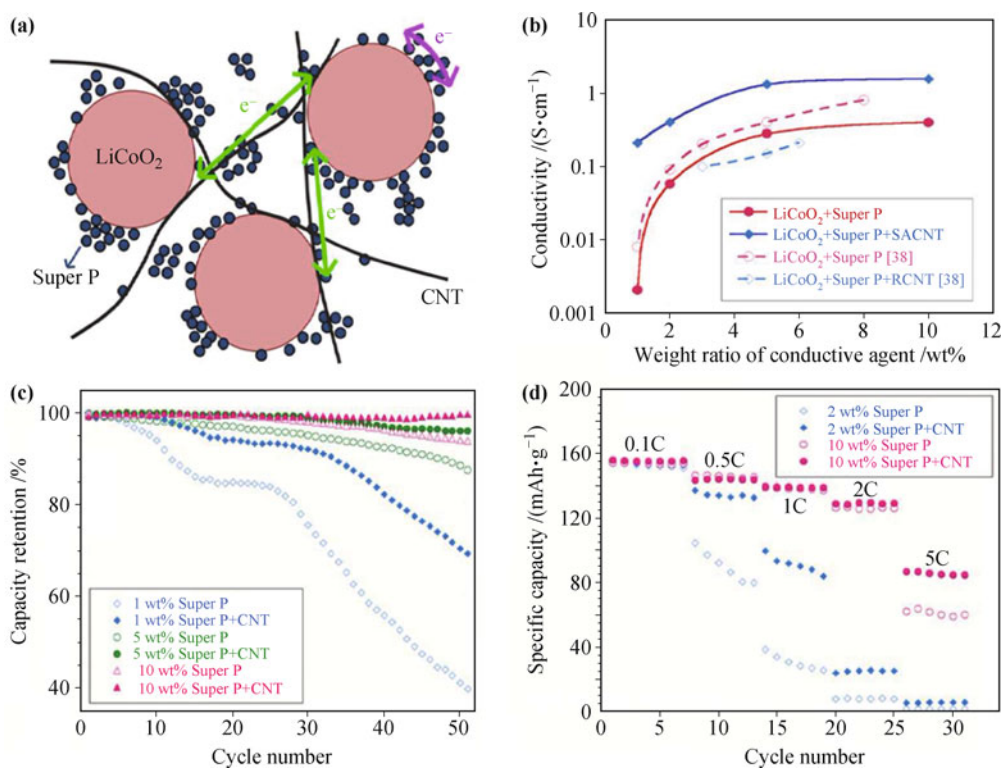 (a)
e⁻
e⁻
e⁻
LiCoO₂
Super P
CNT
(b)
Conductivity /(S·cm⁻¹)
10
1
0.1
0.01
0.001
0 2 4 6 8 10 12
Weight ratio of conductive agent /wt%
LiCoO₂+Super P
LiCoO₂+Super P+SACNT
LiCoO₂+Super P [38]
LiCoO₂+Super P+RCNT [38]
(c)
Capacity retention /%
100
80
60
40
0 10 20 30 40 50
Cycle number
1 wt% Super P
1 wt% Super P+CNT
5 wt% Super P
5 wt% Super P+CNT
10 wt% Super P
10 wt% Super P+CNT
(d)
Specific capacity /(mAh·g⁻¹)
200
160
120
80
40
0
0 5 10 15 20 25 30
Cycle number
2 wt% Super P
2 wt% Super P+CNT
10 wt% Super P
10 wt% Super P+CNT
0.1C
0.5C
1C
2C
5C